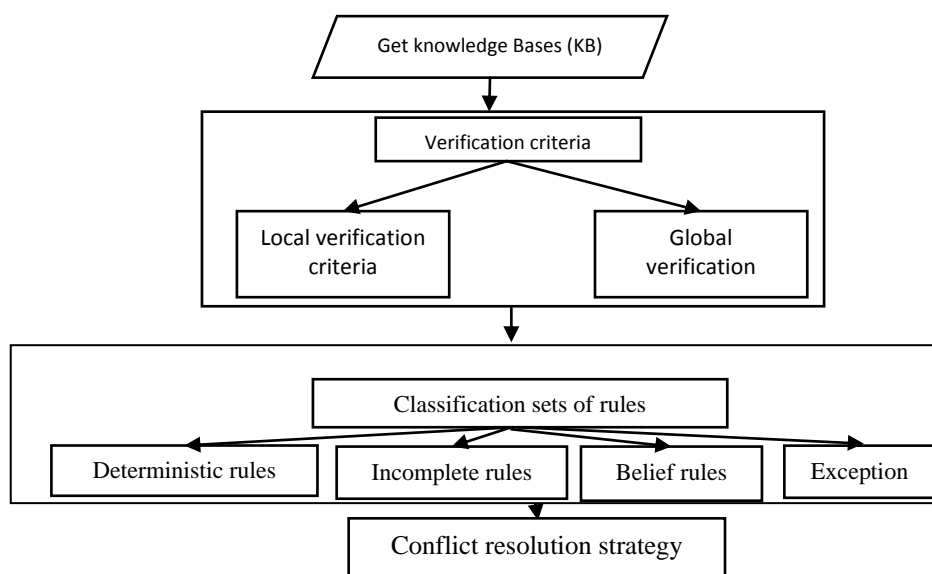 Get knowledge Bases (KB)
Verification criteria
Local verification
criteria
Global
verification
Classification sets of rules
Deterministic rules
Incomplete rules
Belief rules
Exception
Conflict resolution strategy